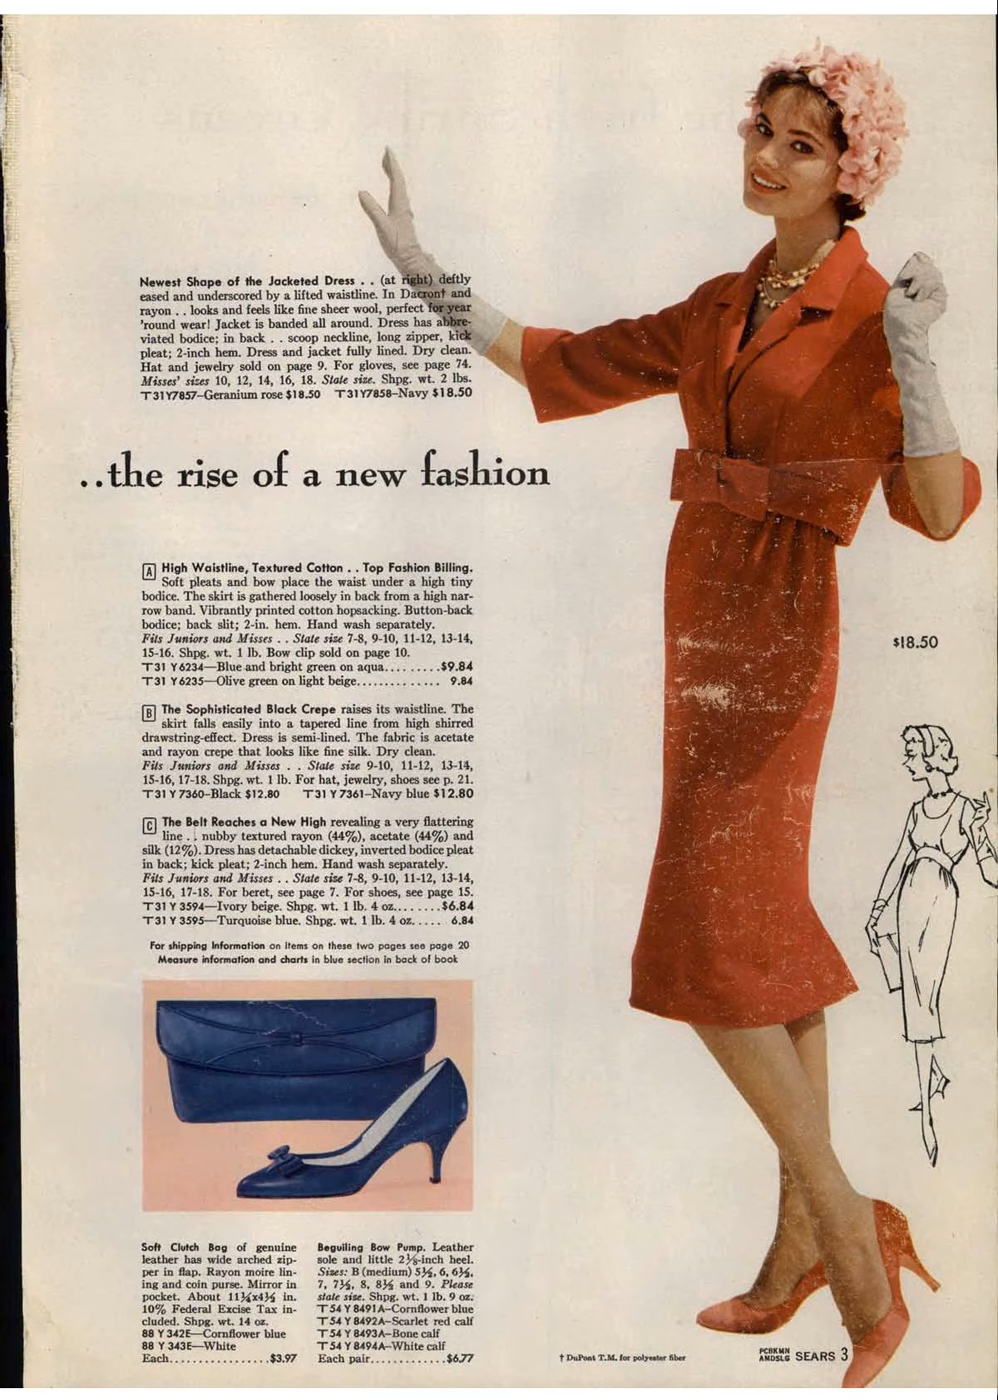 Newest Shape of the Jacketed Dress . . (at right) deftly
eased and underscored by a lifted waistline. In Dacron† and
rayon . . looks and feels like fine sheer wool, perfect for year
'round wear! Jacket is banded all around. Dress has abbre-
viated bodice; in back . . scoop neckline, long zipper, kick
pleat; 2-inch hem. Dress and jacket fully lined. Dry clean.
Hat and jewelry sold on page 9. For gloves, see page 74.
Misses' sizes 10, 12, 14, 16, 18. State size. Shpg. wt. 2 lbs.
T31Y7857–Geranium rose $18.50 T31Y7858–Navy $18.50
..the rise of a new fashion
A High Waistline, Textured Cotton . . Top Fashion Billing.
Soft pleats and bow place the waist under a high tiny
bodice. The skirt is gathered loosely in back from a high nar-
row band. Vibrantly printed cotton hopsacking. Button-back
bodice; back slit; 2-in. hem. Hand wash separately.
Fits Juniors and Misses . . State size 7-8, 9-10, 11-12, 13-14,
15-16. Shpg. wt. 1 lb. Bow clip sold on page 10.
T31 Y6234—Blue and bright green on aqua.........$9.84
T31 Y6235—Olive green on light beige.............. 9.84
B The Sophisticated Black Crepe raises its waistline. The
skirt falls easily into a tapered line from high shirred
drawstring-effect. Dress is semi-lined. The fabric is acetate
and rayon crepe that looks like fine silk. Dry clean.
Fits Juniors and Misses . . State size 9-10, 11-12, 13-14,
15-16, 17-18. Shpg. wt. 1 lb. For hat, jewelry, shoes see p. 21.
T31 Y 7360–Black $12.80 T31 Y 7361–Navy blue $12.80
C The Belt Reaches a New High revealing a very flattering
line . . nubby textured rayon (44%), acetate (44%) and
silk (12%). Dress has detachable dickey, inverted bodice pleat
in back; kick pleat; 2-inch hem. Hand wash separately.
Fits Juniors and Misses . . State size 7-8, 9-10, 11-12, 13-14,
15-16, 17-18. For beret, see page 7. For shoes, see page 15.
T31 Y 3594—Ivory beige. Shpg. wt. 1 lb. 4 oz........$6.84
T31 Y 3595—Turquoise blue. Shpg. wt. 1 lb. 4 oz..... 6.84
For shipping information on items on these two pages see page 20
Measure information and charts in blue section in back of book
$18.50
Soft Clutch Bag of genuine
leather has wide arched zip-
per in flap. Rayon moire lin-
ing and coin purse. Mirror in
pocket. About 11¼x4½ in.
10% Federal Excise Tax in-
cluded. Shpg. wt. 14 oz.
88 Y 342E—Cornflower blue
88 Y 343E—White
Each.................$3.97
Beguiling Bow Pump. Leather
sole and little 2⅛-inch heel.
Sizes: B (medium) 5½, 6, 6½,
7, 7½, 8, 8½ and 9. Please
state size. Shpg. wt. 1 lb. 9 oz.
T54 Y 8491A–Cornflower blue
T54 Y 8492A–Scarlet red calf
T54 Y 8493A–Bone calf
T54 Y 8494A–White calf
Each pair.............$6.77
† DuPont T.M. for polyester fiber
PCBKMN
AMDSLG SEARS 3